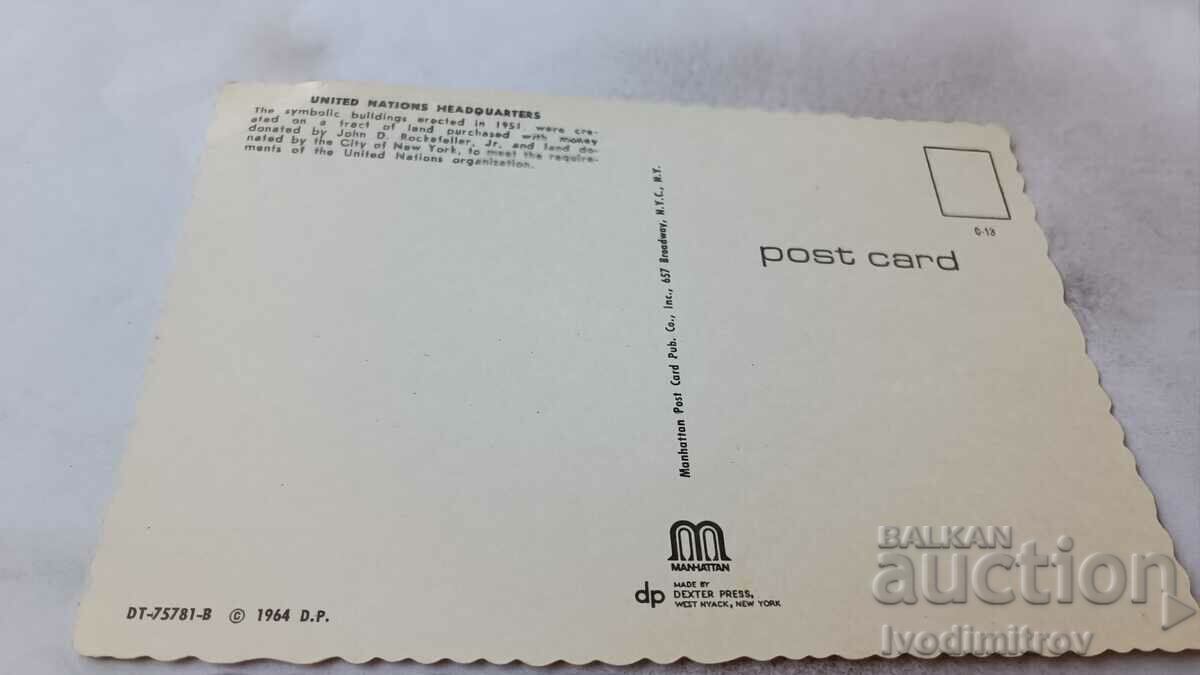 UNITED NATIONS HEADQUARTERS
The symbolic buildings erected in 1951 were cre-
ated on a tract of land purchased with money
donated by John D. Rockefeller, Jr. and land do-
nated by the City of New York, to meet the require-
ments of the United Nations organization.
Manhattan Post Card Pub. Co., Inc., 657 Broadway, N.Y.C., N.Y.
C-13
post card
MANHATTAN
dp
MADE BY
DEXTER PRESS,
WEST NYACK, NEW YORK
DT-75781-B © 1964 D.P.
BALKAN
auction
Ivodimitrov